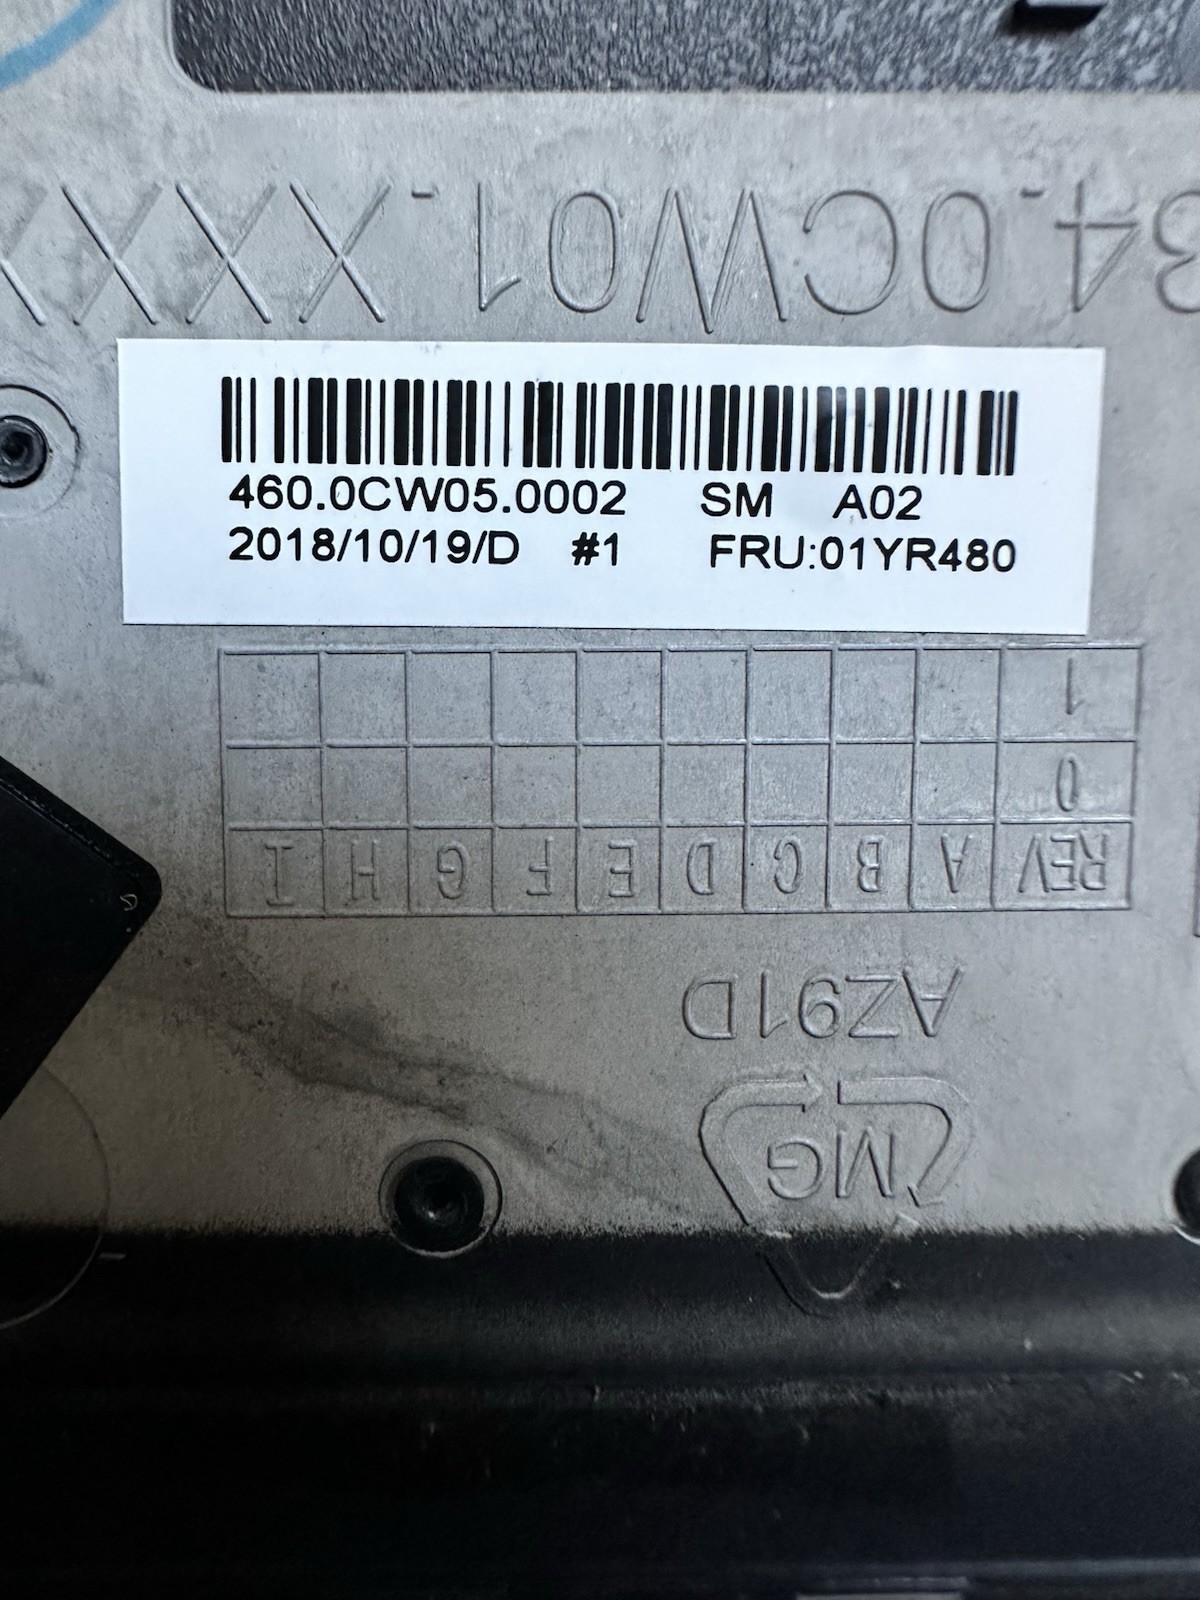 34.0CW01.XXX
460.0CW05.0002 SM A02
2018/10/19/D #1 FRU:01YR480
REV A B C D E F G H I
0
1
AZ91D
MG